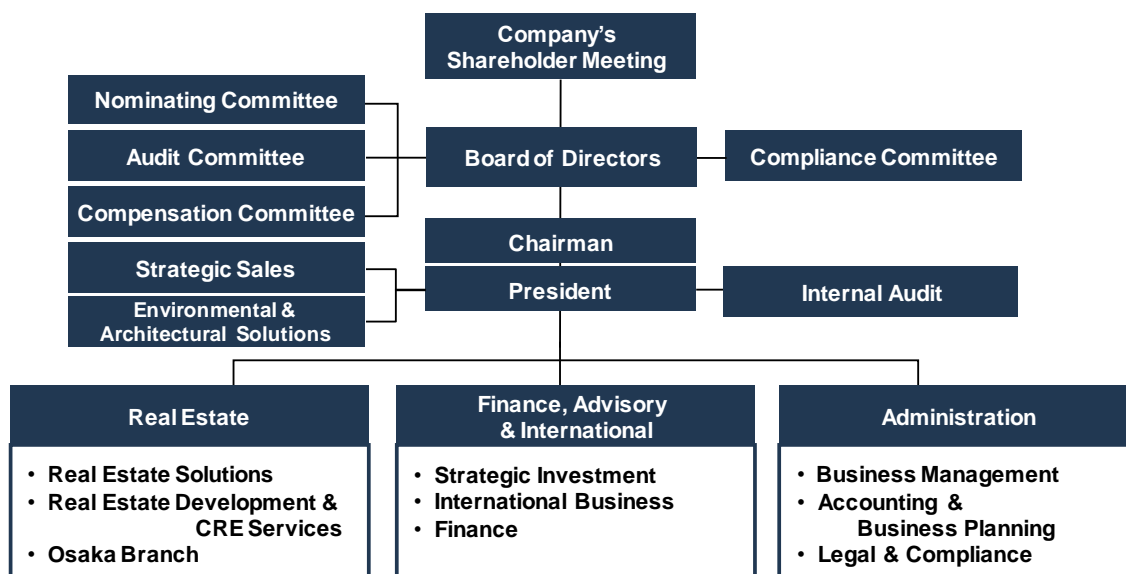 Company's
Shareholder Meeting
Nominating Committee
Audit Committee
Board of Directors
Compliance Committee
Compensation Committee
Chairman
Strategic Sales
President
Internal Audit
Environmental &
Architectural Solutions
Real Estate
• Real Estate Solutions
• Real Estate Development &
CRE Services
• Osaka Branch
Finance, Advisory
& International
• Strategic Investment
• International Business
• Finance
Administration
• Business Management
• Accounting &
Business Planning
• Legal & Compliance